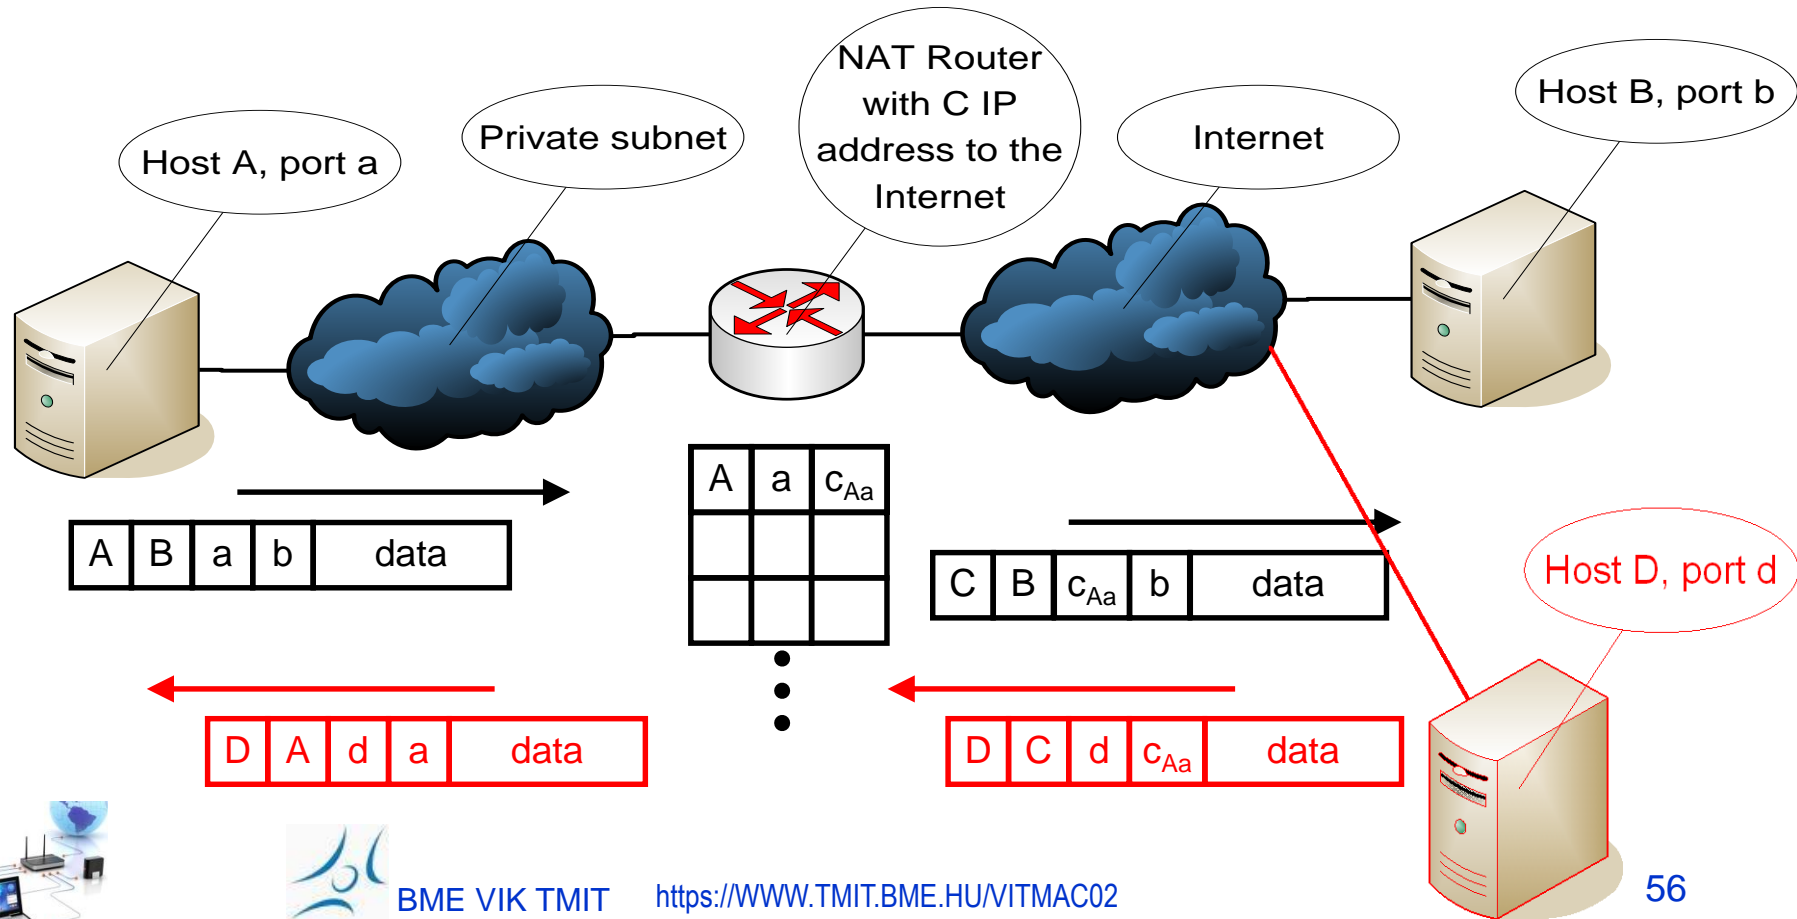 NAT Router
with C IP
address to the
Internet
Host B, port b
Private subnet
Internet
Host A, port a
A a cAa
A B a b data
C B cAa b data
Host D, port d
D A d a data
D C d cAa data
BME VIK TMIT
https://WWW.TMIT.BME.HU/VITMAC02
56